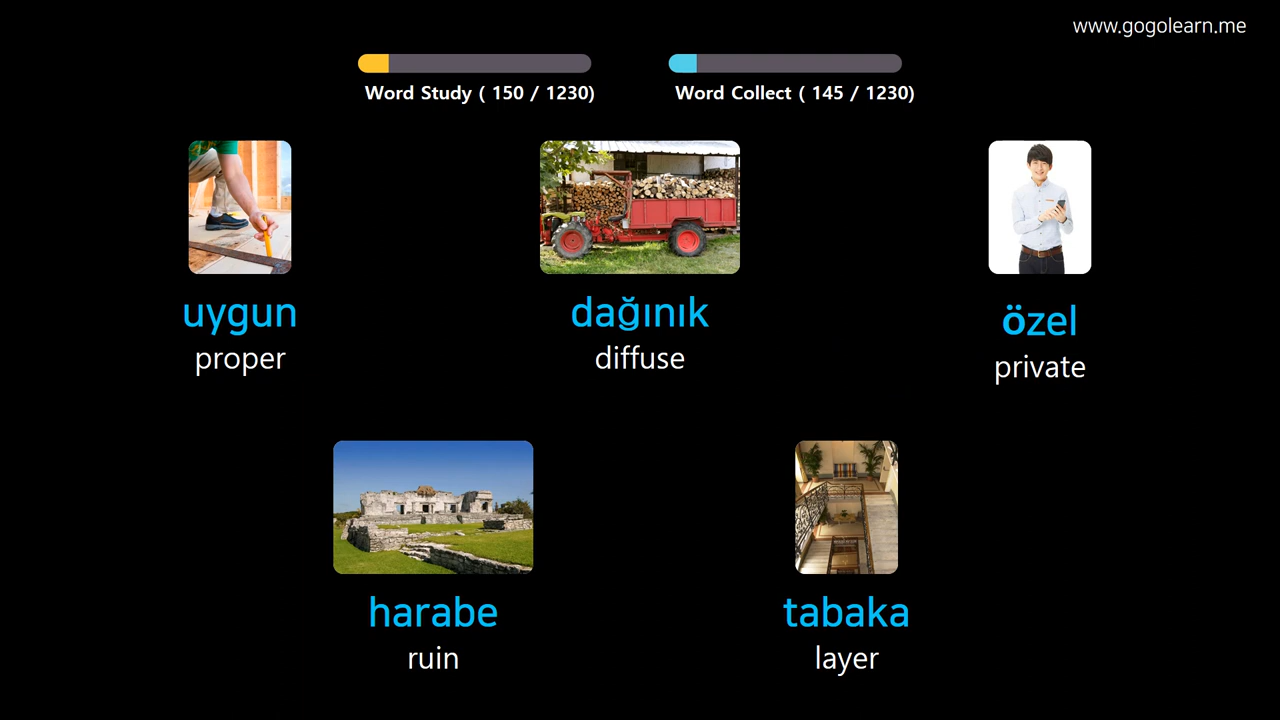 www.gogolearn.me
Word Study ( 150 / 1230)
Word Collect ( 145 / 1230)
uygun
proper
dağınık
diffuse
özel
private
harabe
ruin
tabaka
layer